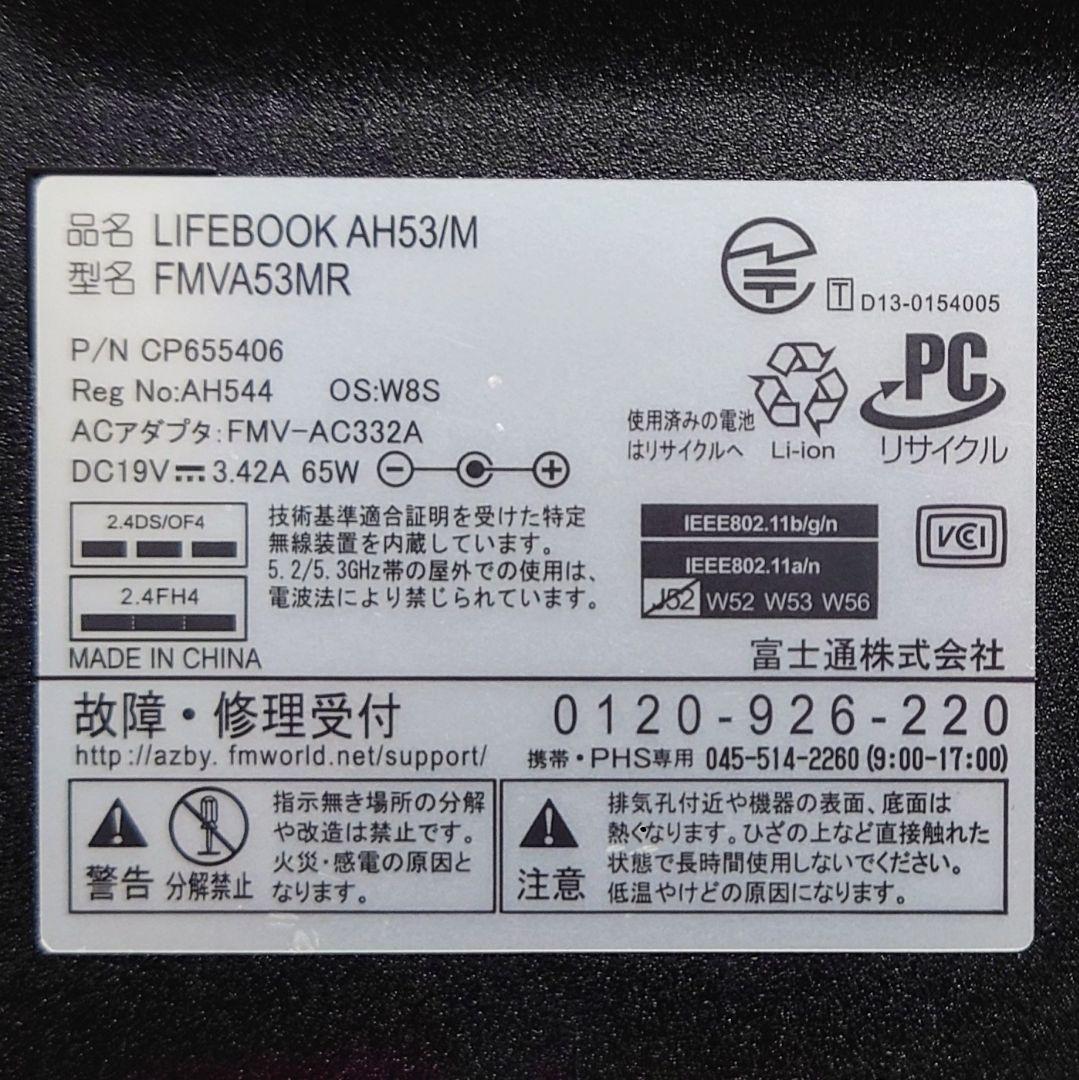 品名 LIFEBOOK AH53/M
型名 FMVA53MR
T D13-0154005
P/N CP655406
Reg No:AH544 OS:W8S
ACアダプタ:FMV-AC332A
DC19V 3.42A 65W
使用済みの電池
はリサイクルへ
Li-ion
PC
リサイクル
2.4DS/OF4
2.4FH4
技術基準適合証明を受けた特定
無線装置を内蔵しています。
5.2/5.3GHz帯の屋外での使用は、
電波法により禁じられています。
IEEE802.11b/g/n
IEEE802.11a/n
J52 W52 W53 W56
VCCI
MADE IN CHINA
富士通株式会社
故障・修理受付 0120-926-220
http://azby. fmworld.net/support/ 携帯・PHS専用 045-514-2260 (9:00-17:00)
警告
分解禁止
指示無き場所の分解
や改造は禁止です。
火災・感電の原因と
なります。
注意
排気孔付近や機器の表面、底面は
熱くなります。ひざの上など直接触れた
状態で長時間使用しないでください。
低温やけどの原因になります。